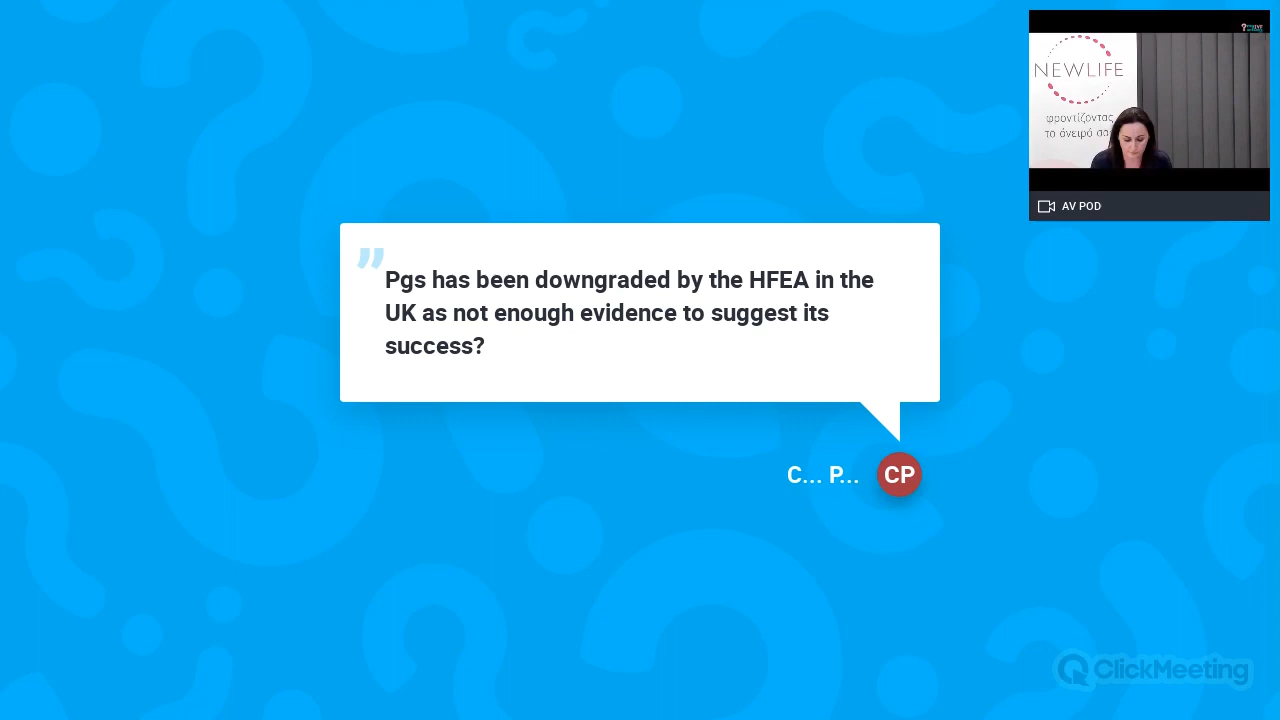 NEWLIFE
φροντίζοντας
το όνειρό σας
AV POD
Pgs has been downgraded by the HFEA in the
UK as not enough evidence to suggest its
success?
C... P...
CP
ClickMeeting